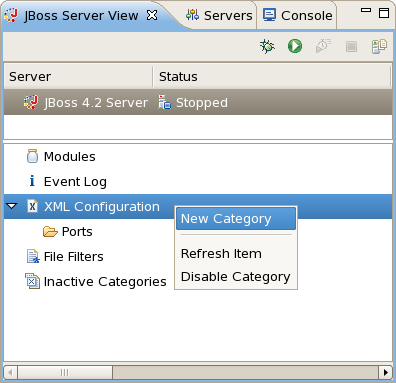 JBoss Server View Servers Console
Server Status
JBoss 4.2 Server Stopped
Modules
Event Log
XML Configuration
New Category
Ports
Refresh Item
File Filters
Disable Category
Inactive Categories